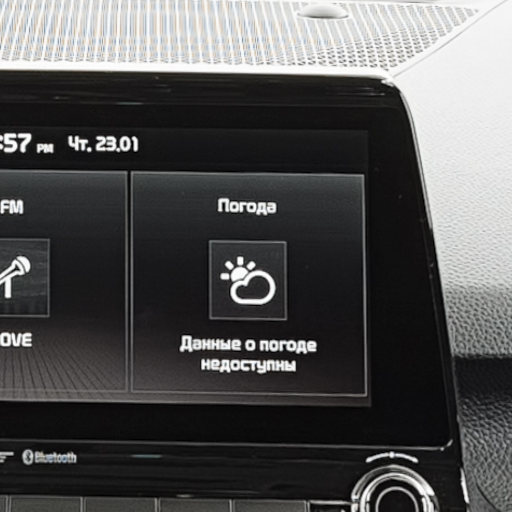 :57 PM Чт. 23.01
FM
Погода
OVE
Данные о погоде
недоступны
Bluetooth